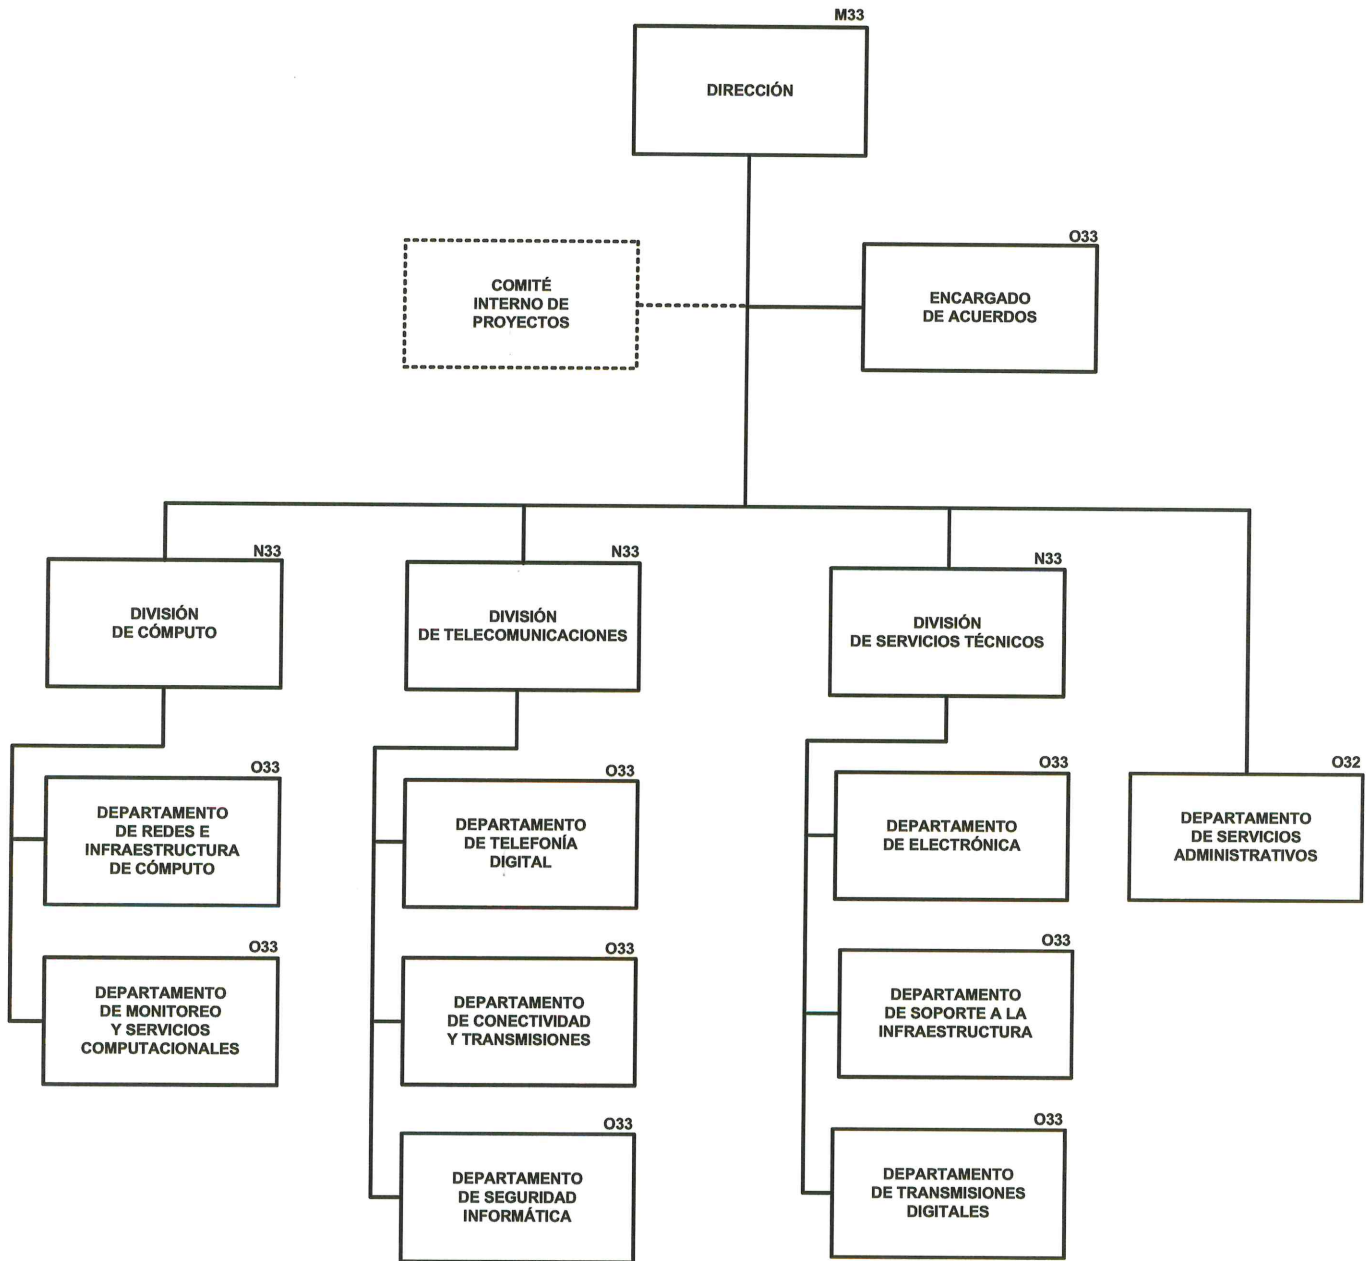 M33
DIRECCIÓN
COMITÉ
INTERNO DE
PROYECTOS
O33
ENCARGADO
DE ACUERDOS
N33
DIVISIÓN
DE CÓMPUTO
N33
DIVISIÓN
DE TELECOMUNICACIONES
N33
DIVISIÓN
DE SERVICIOS TÉCNICOS
O33
DEPARTAMENTO
DE REDES E
INFRAESTRUCTURA
DE CÓMPUTO
O33
DEPARTAMENTO
DE TELEFONÍA
DIGITAL
O33
DEPARTAMENTO
DE ELECTRÓNICA
O32
DEPARTAMENTO
DE SERVICIOS
ADMINISTRATIVOS
O33
DEPARTAMENTO
DE MONITOREO
Y SERVICIOS
COMPUTACIONALES
O33
DEPARTAMENTO
DE CONECTIVIDAD
Y TRANSMISIONES
O33
DEPARTAMENTO
DE SOPORTE A LA
INFRAESTRUCTURA
O33
DEPARTAMENTO
DE SEGURIDAD
INFORMÁTICA
O33
DEPARTAMENTO
DE TRANSMISIONES
DIGITALES